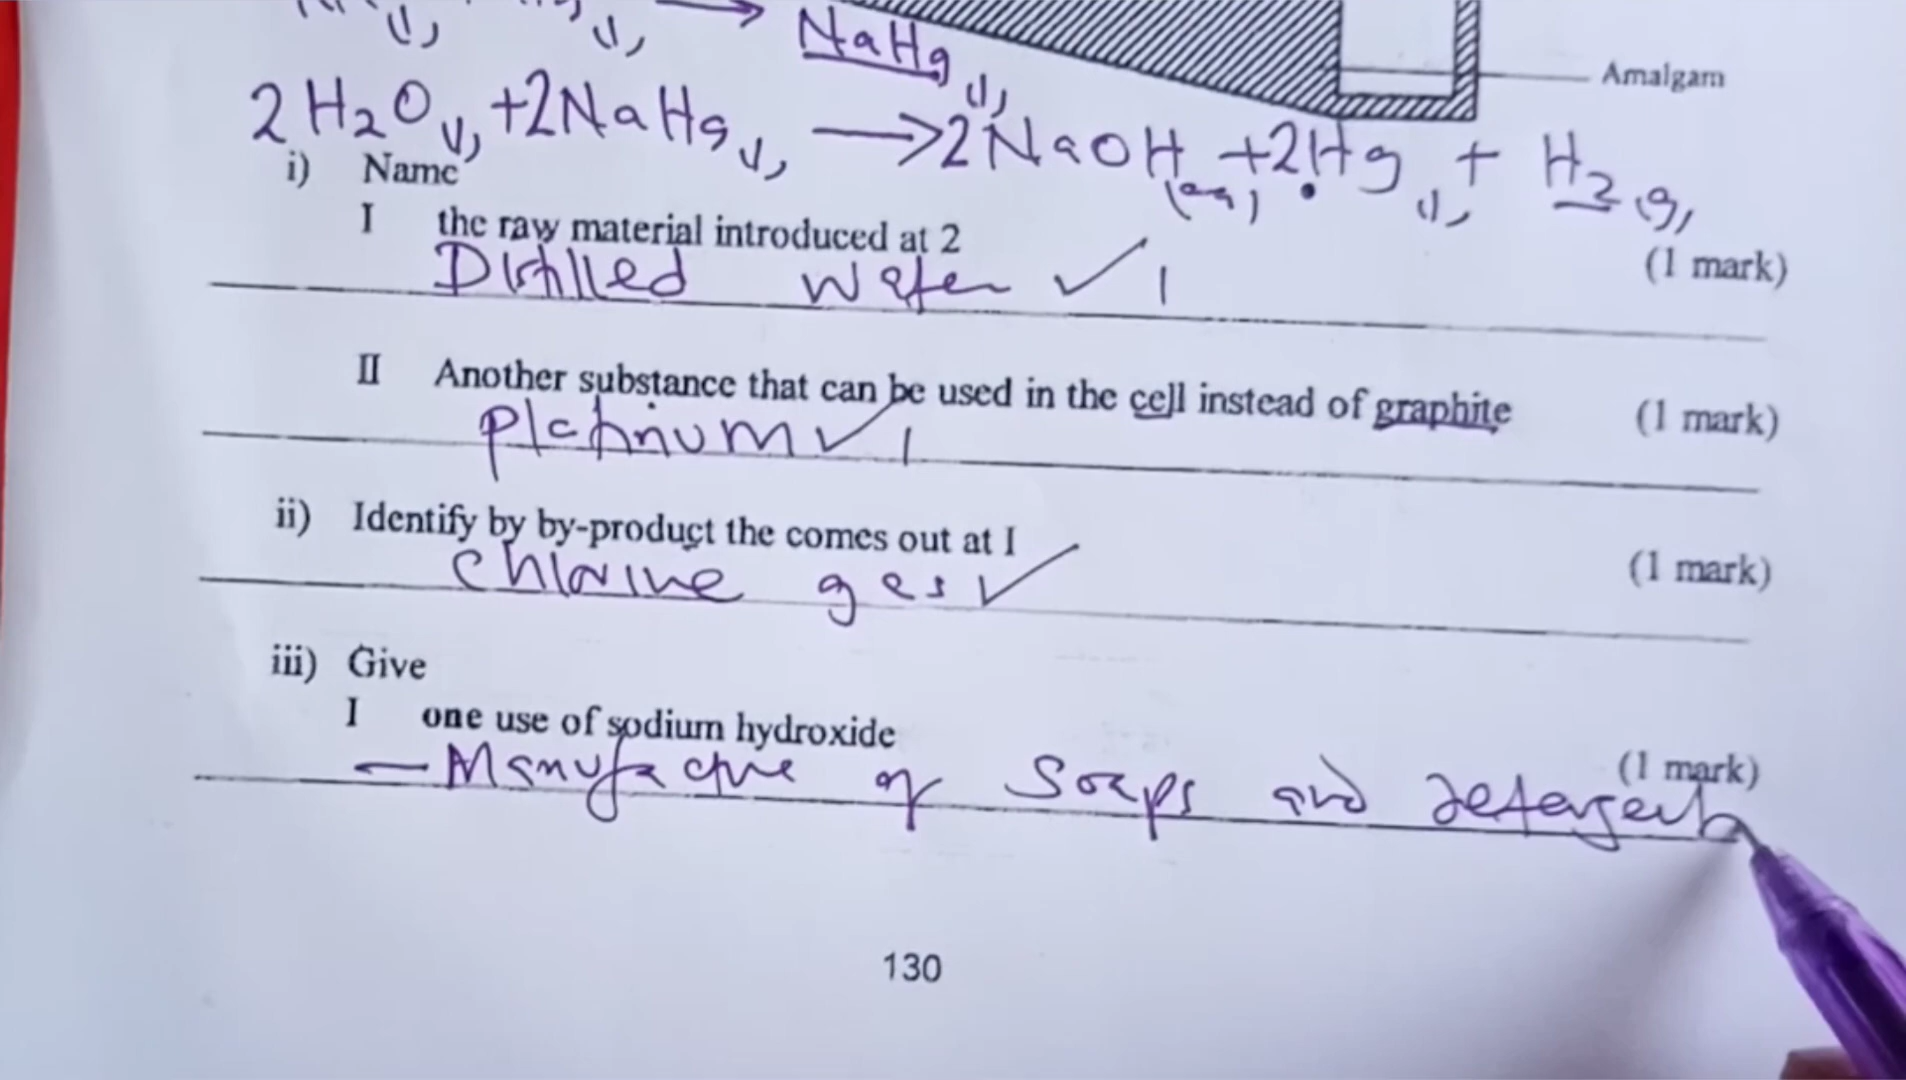 NaHg(l)
Amalgam
2H₂O(l) + 2NaHg(l) → 2NaOH(aq) + 2Hg(l) + H₂(g)
i) Name
I the raw material introduced at 2 (1 mark)
Distilled water ✓ 1
II Another substance that can be used in the cell instead of graphite (1 mark)
platinum ✓ 1
ii) Identify by by-product the comes out at I (1 mark)
chlorine gas ✓
iii) Give
I one use of sodium hydroxide (1 mark)
- Manufacture of soaps and detergents
130